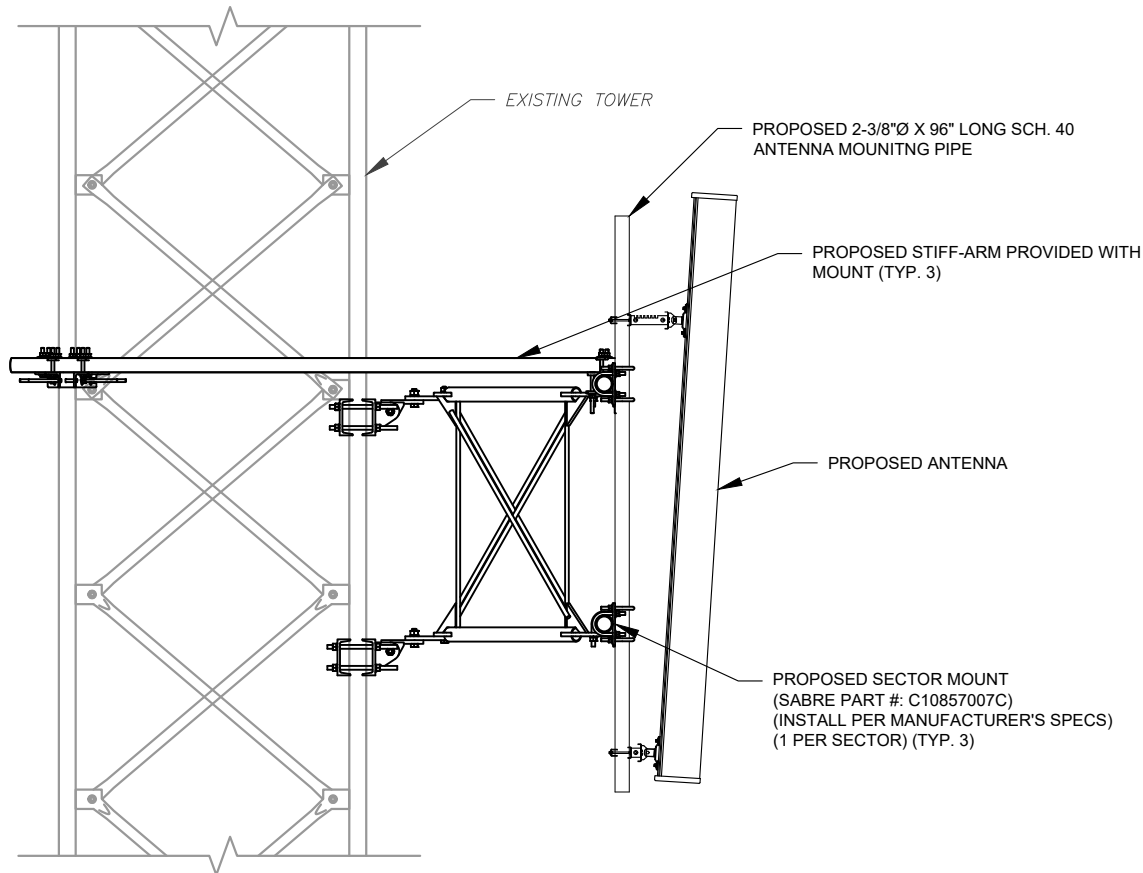 EXISTING TOWER
PROPOSED 2-3/8"Ø X 96" LONG SCH. 40
ANTENNA MOUNITNG PIPE
PROPOSED STIFF-ARM PROVIDED WITH
MOUNT (TYP. 3)
PROPOSED ANTENNA
PROPOSED SECTOR MOUNT
(SABRE PART #: C10857007C)
(INSTALL PER MANUFACTURER'S SPECS)
(1 PER SECTOR) (TYP. 3)